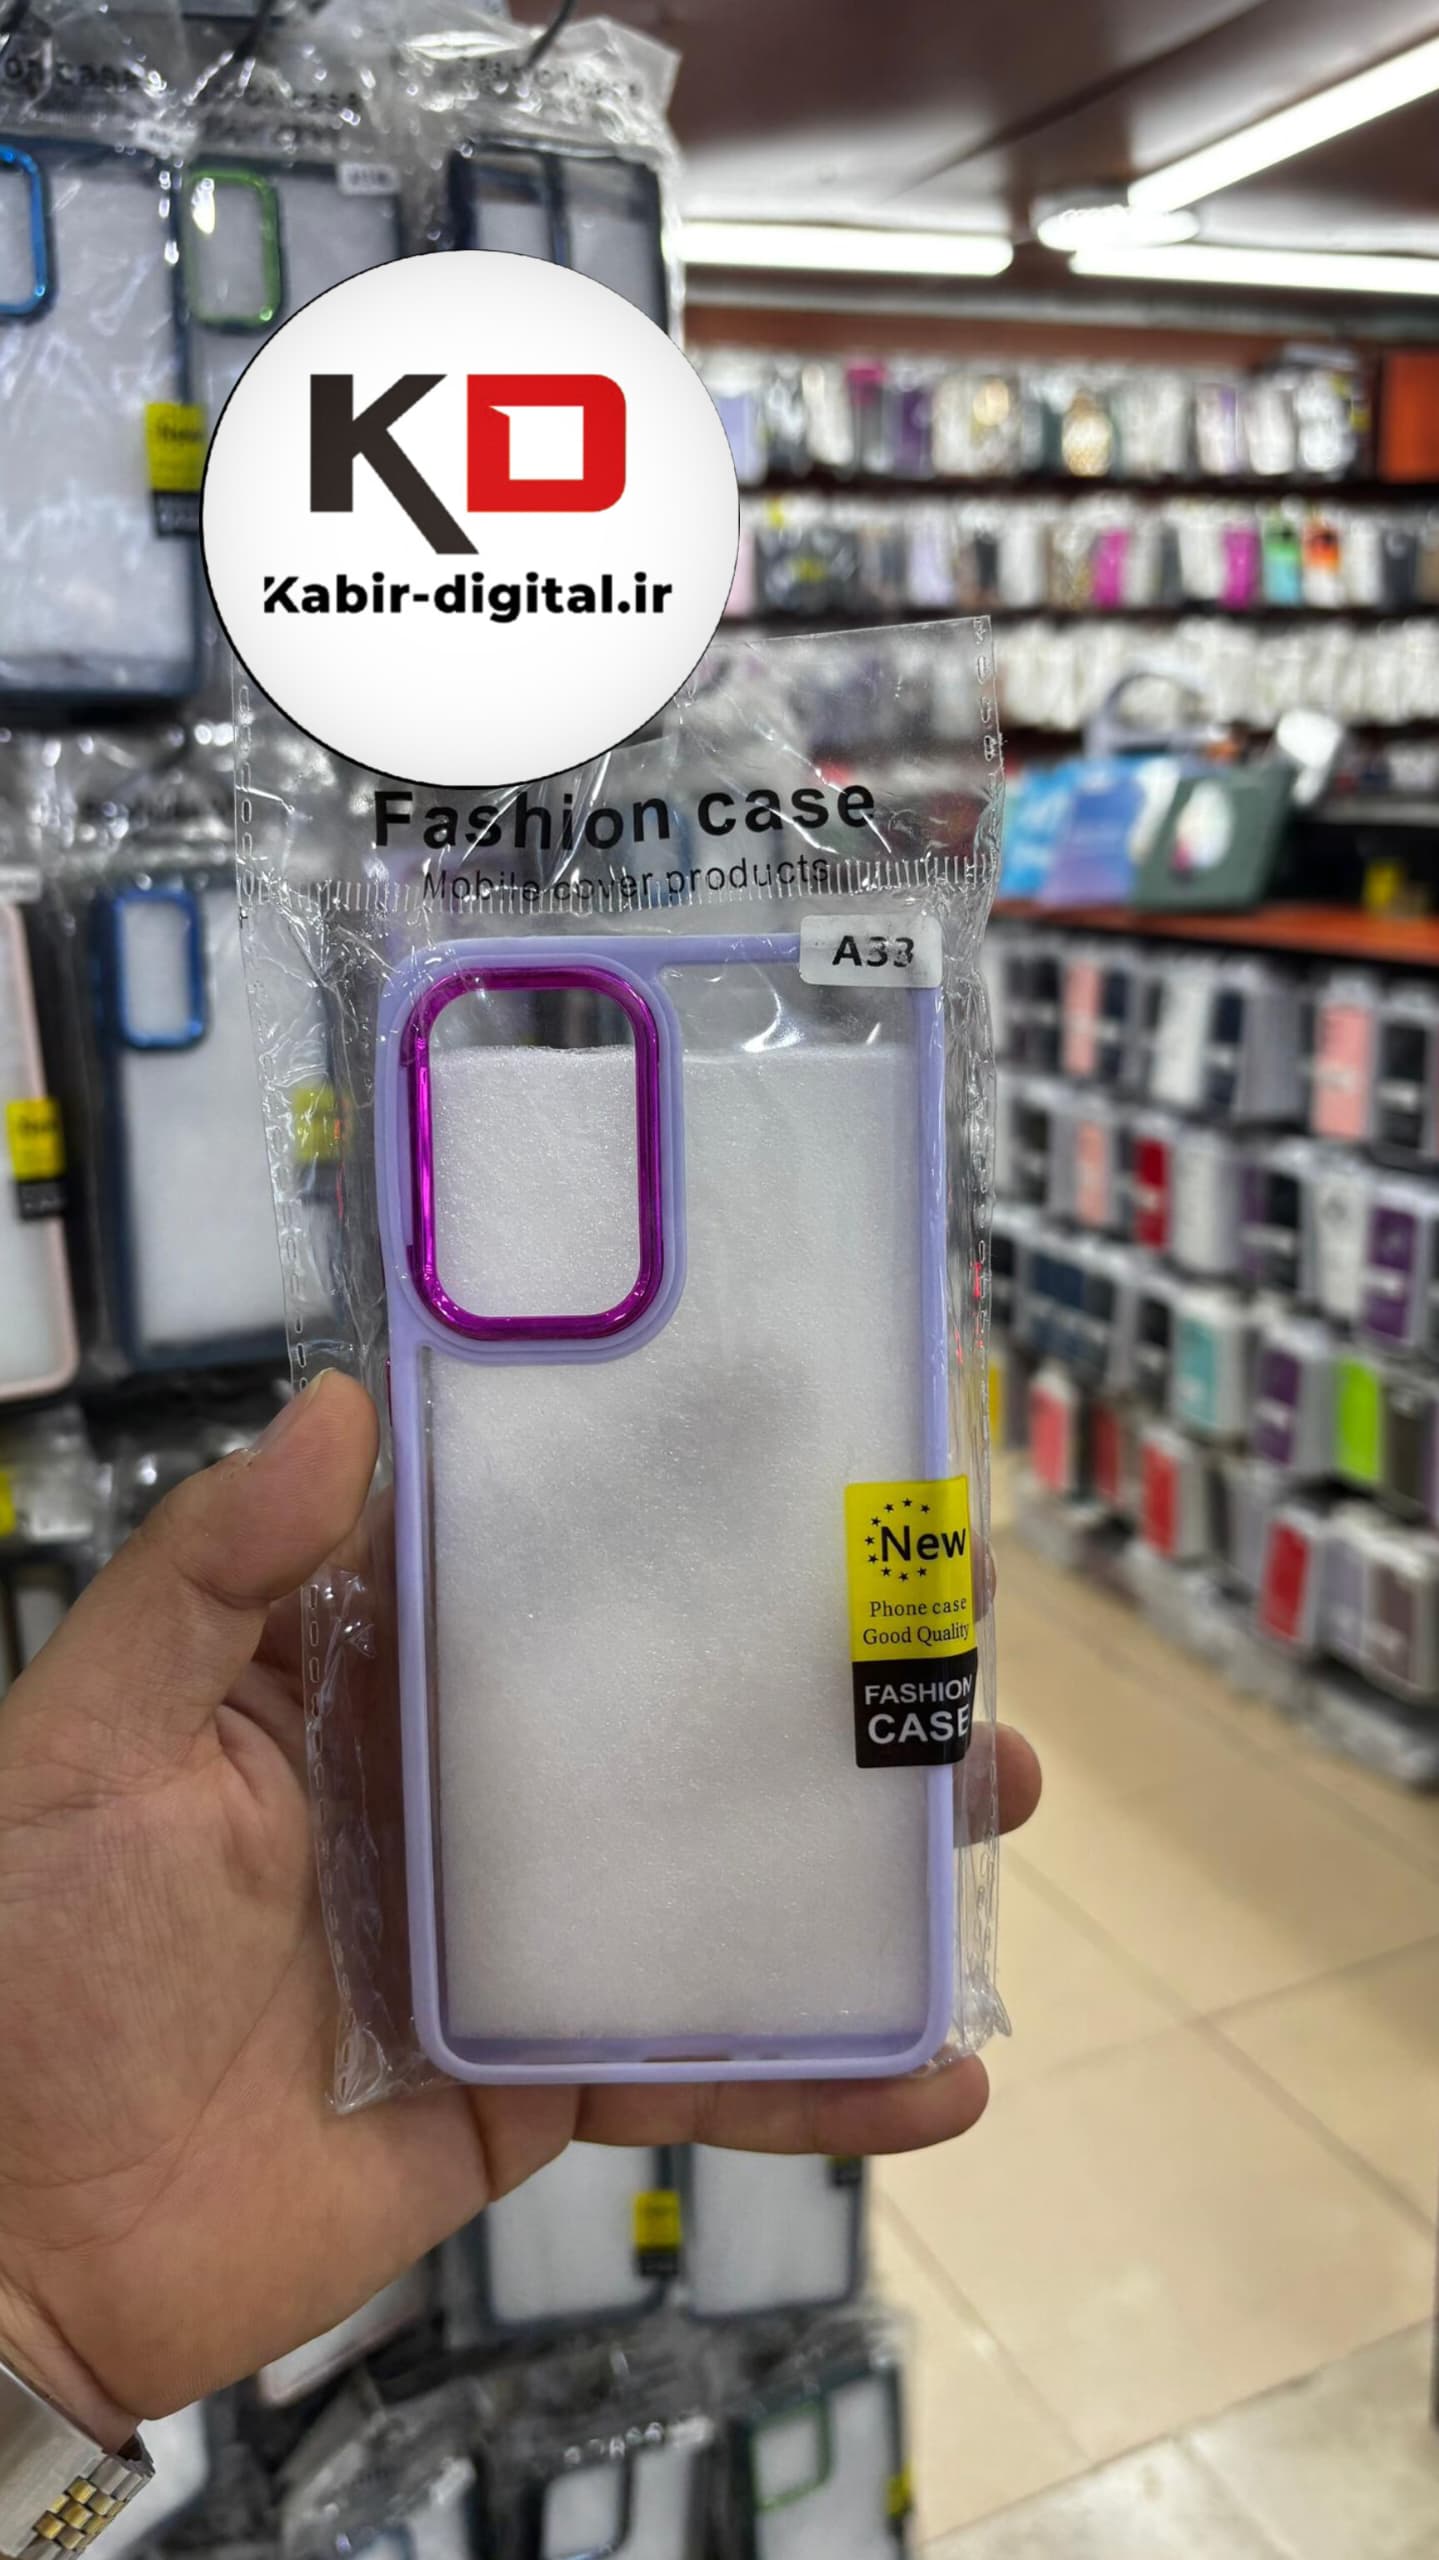 KD
Kabir-digital.ir
Fashion case
Mobile cover products
A33
New
Phone case
Good Quality
FASHION
CASE